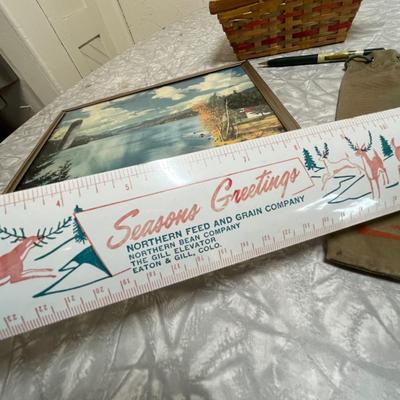 Seasons Greetings
NORTHERN FEED AND GRAIN COMPANY
NORTHERN BEAN COMPANY
THE GILL ELEVATOR
EATON & GILL, COLO.